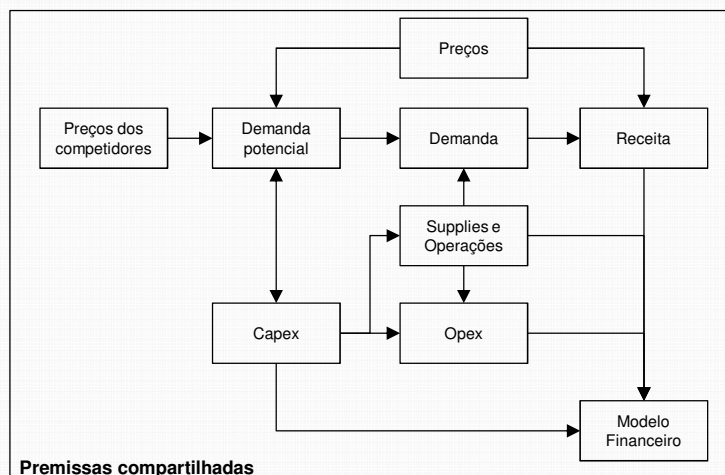 Preços
Preços dos
competidores
Demanda
potencial
Demanda
Receita
Supplies e
Operações
Capex
Opex
Modelo
Financeiro
Premissas compartilhadas